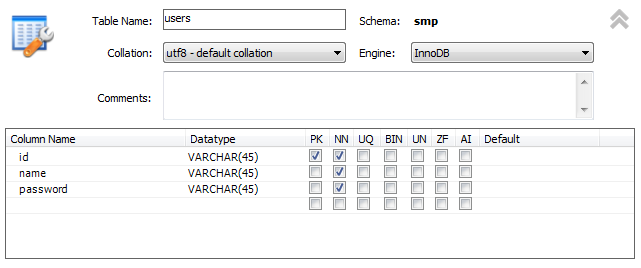 Table Name: users Schema: smp
Collation: utf8 - default collation Engine: InnoDB
Comments:
Column Name Datatype PK NN UQ BIN UN ZF AI Default
id VARCHAR(45)
name VARCHAR(45)
password VARCHAR(45)